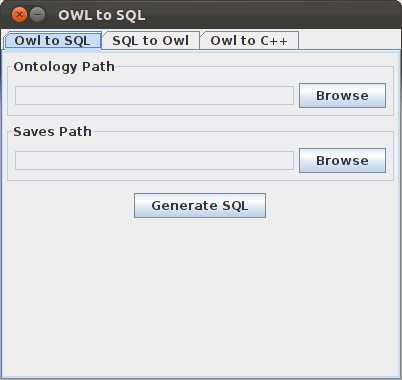 OWL to SQL
Owl to SQL SQL to Owl Owl to C++
Ontology Path
Browse
Saves Path
Browse
Generate SQL